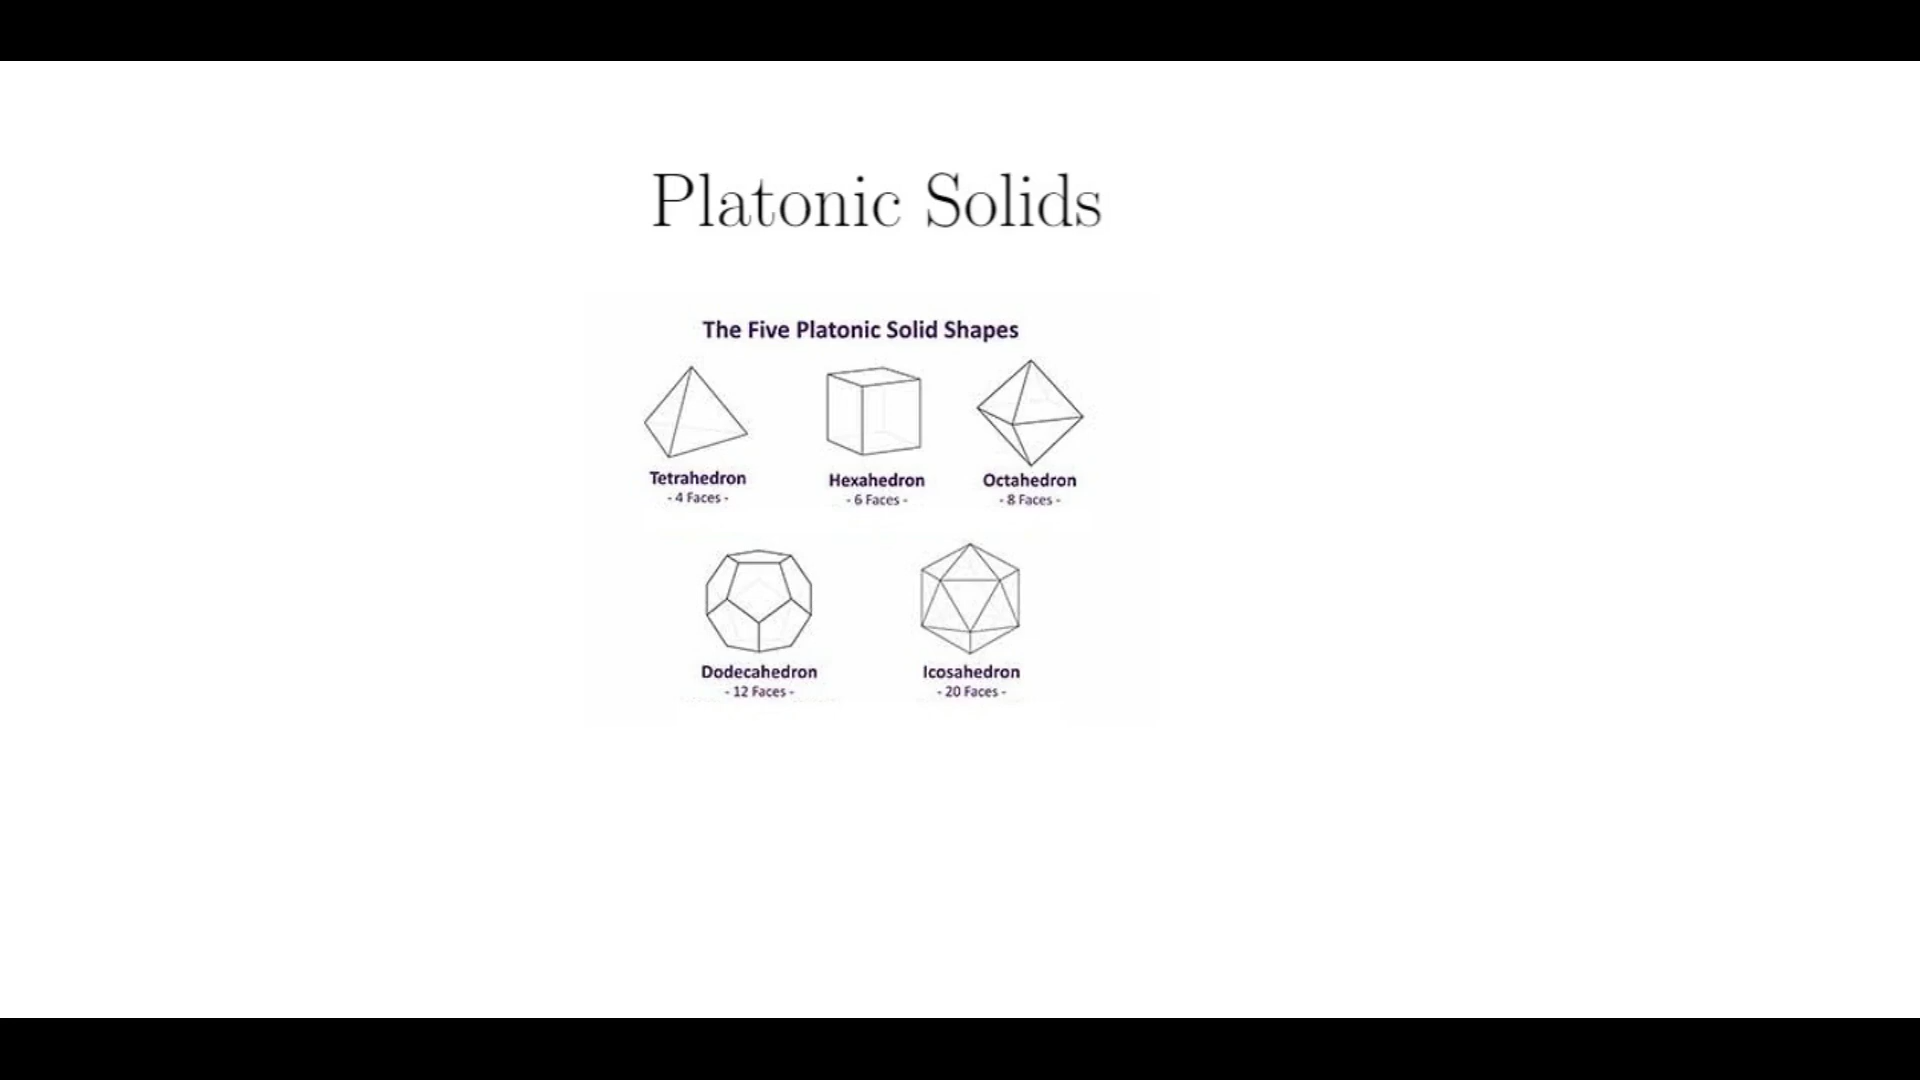 Platonic Solids
The Five Platonic Solid Shapes
Tetrahedron
- 4 Faces -
Hexahedron
- 6 Faces -
Octahedron
- 8 Faces -
Dodecahedron
- 12 Faces -
Icosahedron
- 20 Faces -